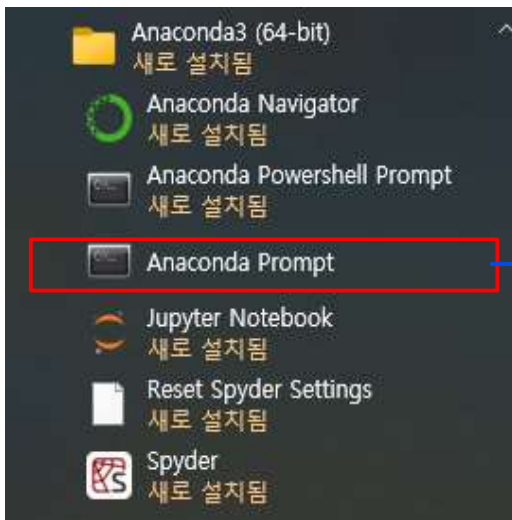 Anaconda3 (64-bit)
새로 설치됨
Anaconda Navigator
새로 설치됨
Anaconda Powershell Prompt
새로 설치됨
Anaconda Prompt
Jupyter Notebook
새로 설치됨
Reset Spyder Settings
새로 설치됨
Spyder
새로 설치됨